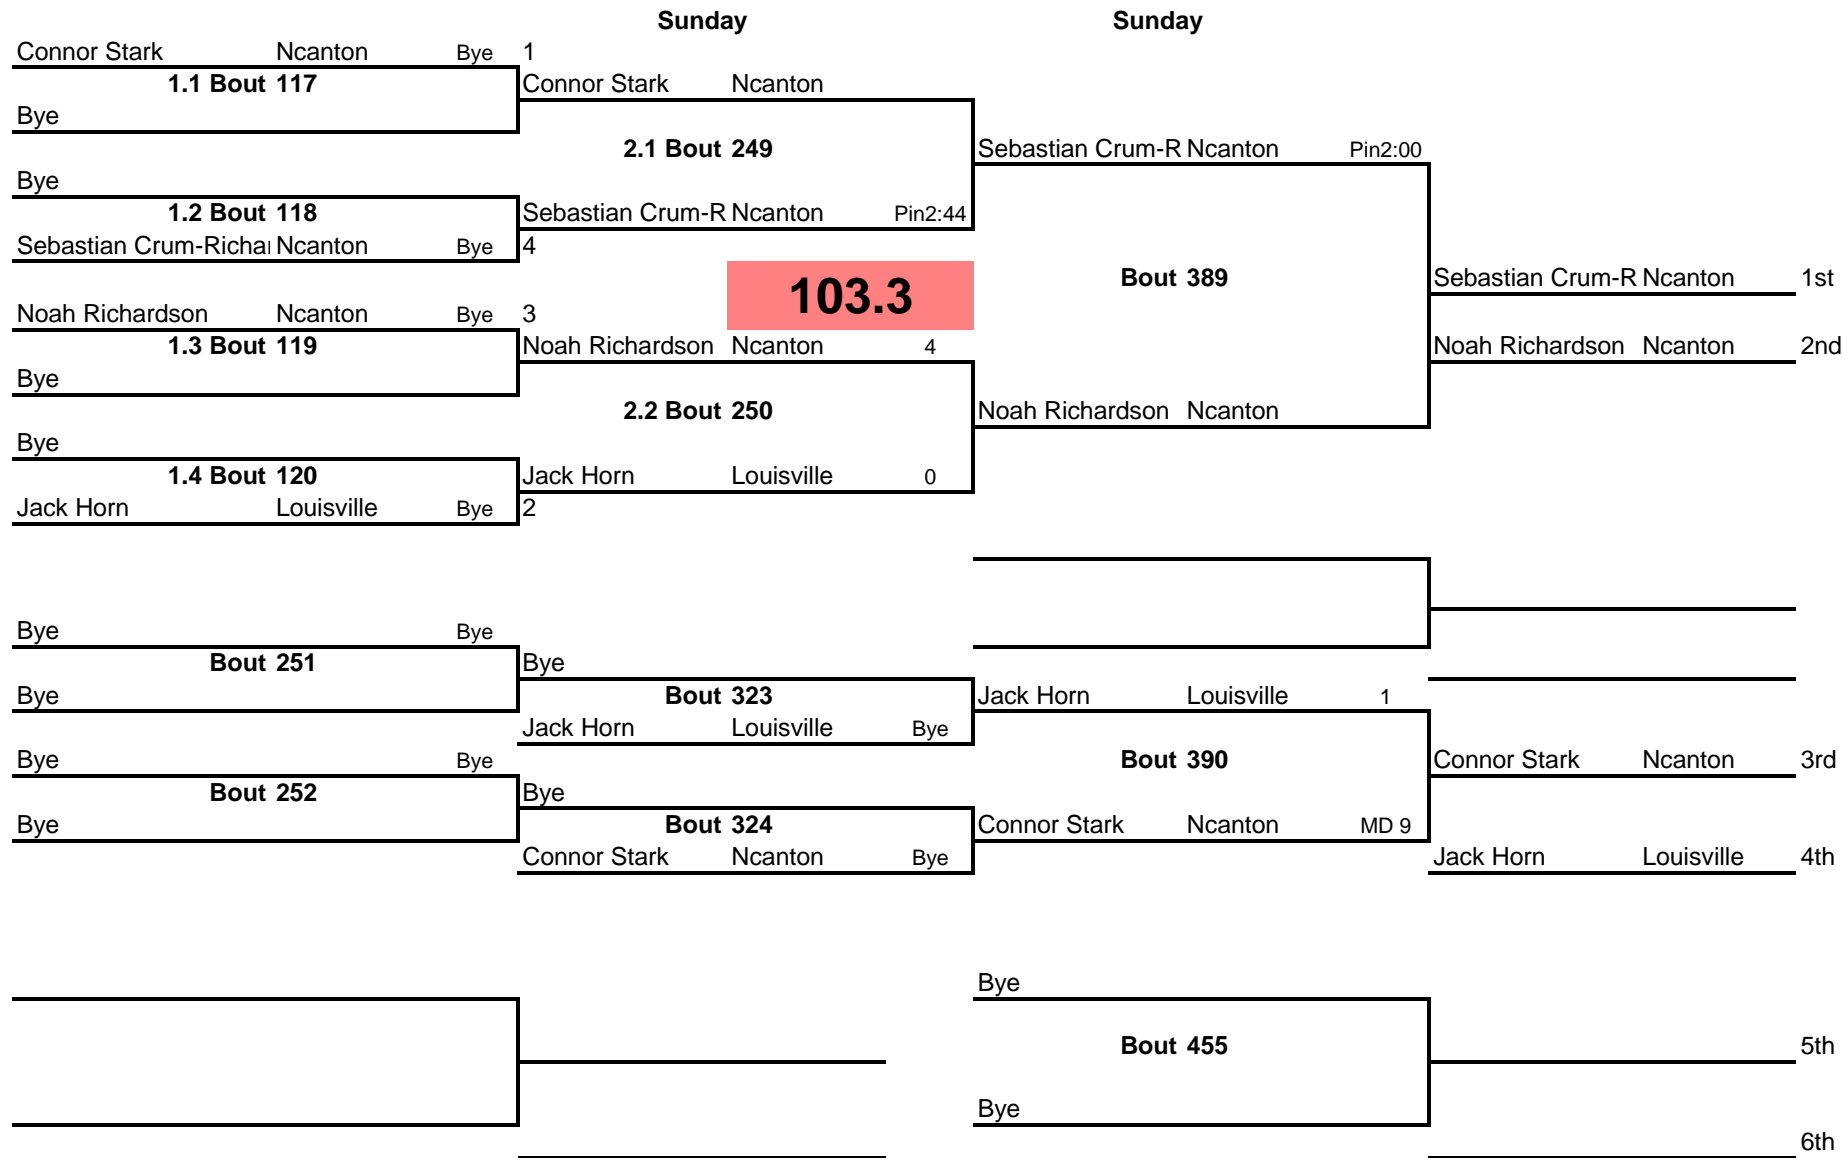 Sunday Sunday
Connor Stark Ncanton Bye 1
1.1 Bout 117 Connor Stark Ncanton
Bye
2.1 Bout 249 Sebastian Crum-R Ncanton Pin2:00
Bye
1.2 Bout 118 Sebastian Crum-R Ncanton Pin2:44
Sebastian Crum-Richar Ncanton Bye 4
103.3 Bout 389 Sebastian Crum-R Ncanton 1st
Noah Richardson Ncanton Bye 3
1.3 Bout 119 Noah Richardson Ncanton 4 Noah Richardson Ncanton 2nd
Bye
2.2 Bout 250 Noah Richardson Ncanton
Bye
1.4 Bout 120 Jack Horn Louisville 0
Jack Horn Louisville Bye 2
Bye Bye
Bout 251 Bye
Bye Bout 323 Jack Horn Louisville 1
Jack Horn Louisville Bye
Bye Bye Bout 390 Connor Stark Ncanton 3rd
Bout 252 Bye
Bye Bout 324 Connor Stark Ncanton MD 9
Connor Stark Ncanton Bye Jack Horn Louisville 4th
Bye
Bout 455 5th
Bye
6th